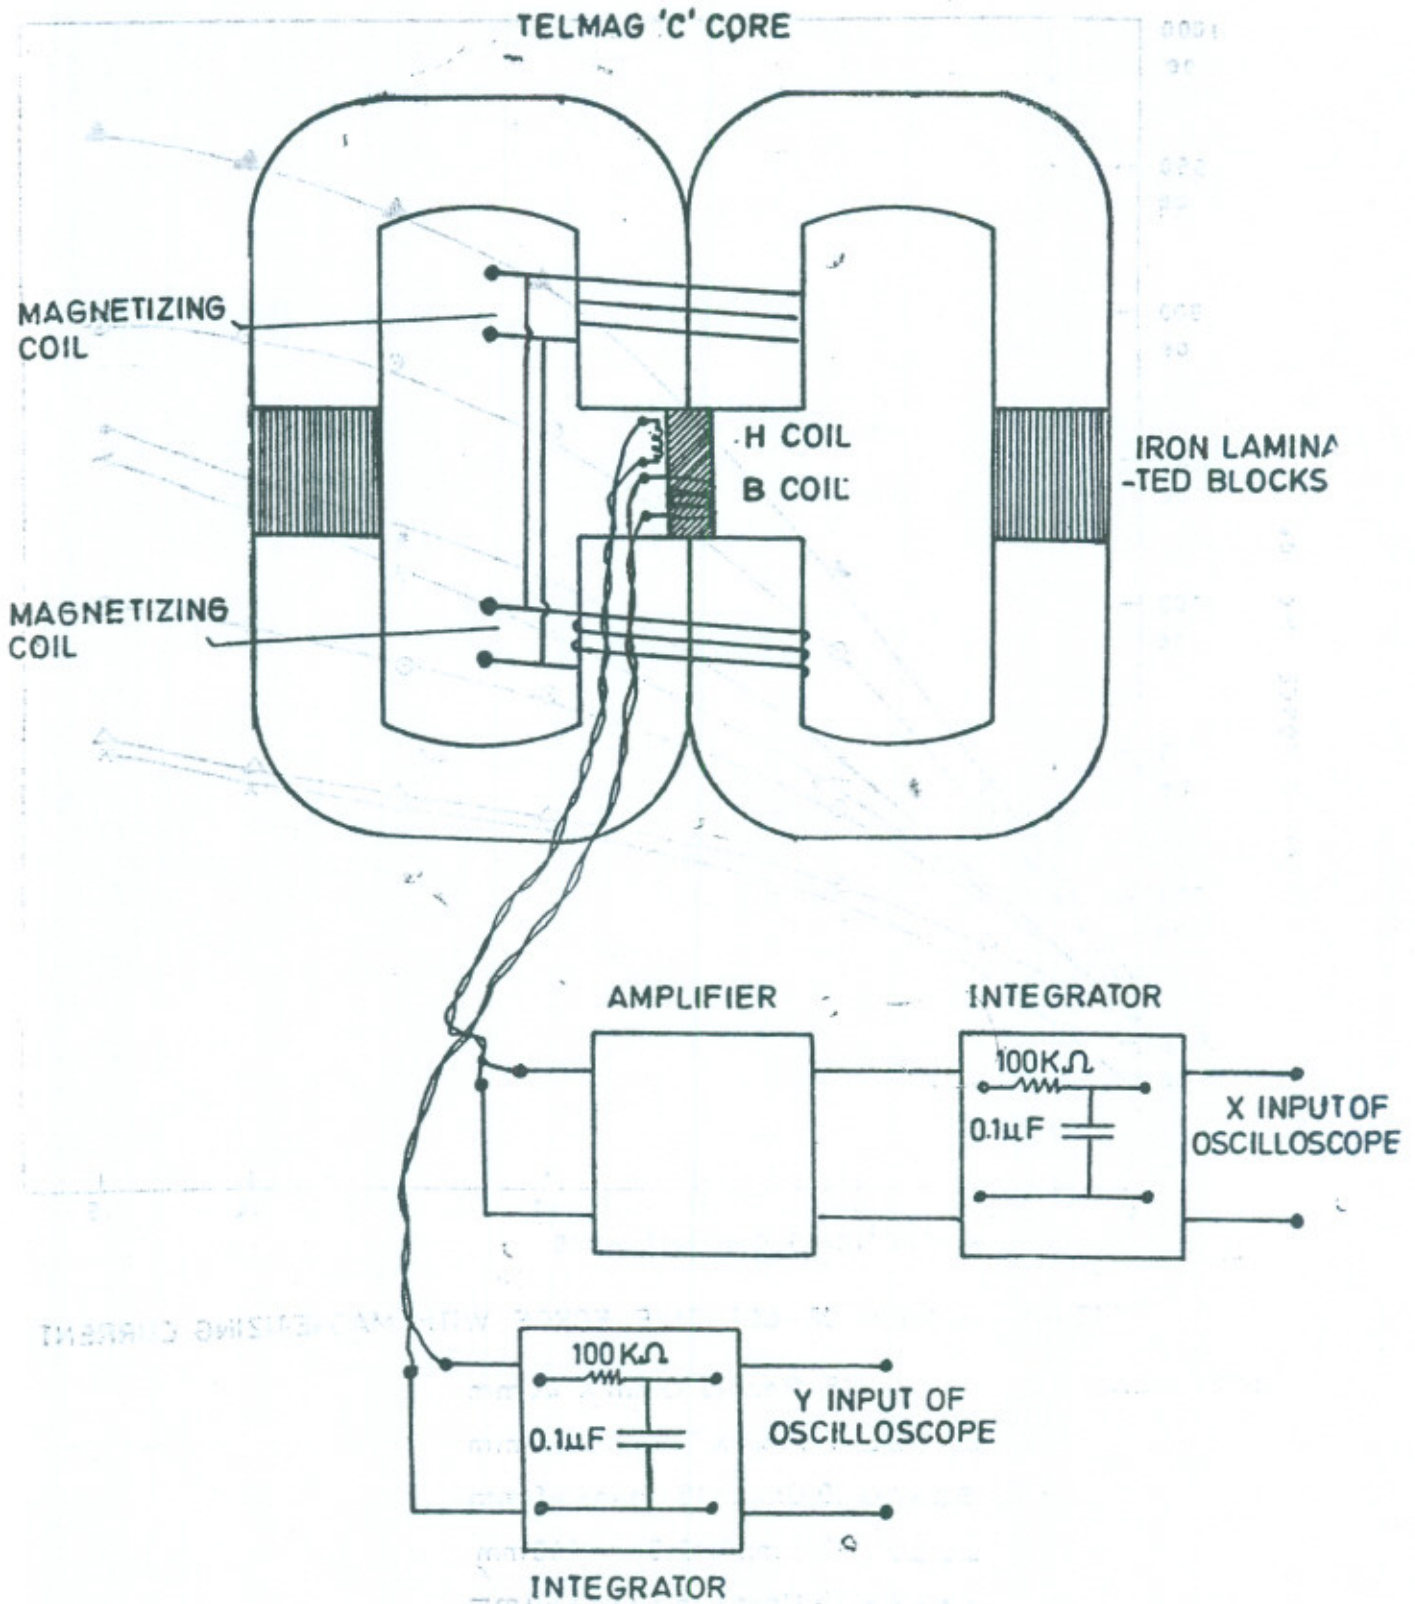 TELMAG 'C' CORE
MAGNETIZING
COIL
H COIL
B COIL
IRON LAMINA
-TED BLOCKS
MAGNETIZING
COIL
AMPLIFIER
INTEGRATOR
100KΩ
0.1µF
X INPUT OF
OSCILLOSCOPE
100KΩ
0.1µF
Y INPUT OF
OSCILLOSCOPE
INTEGRATOR